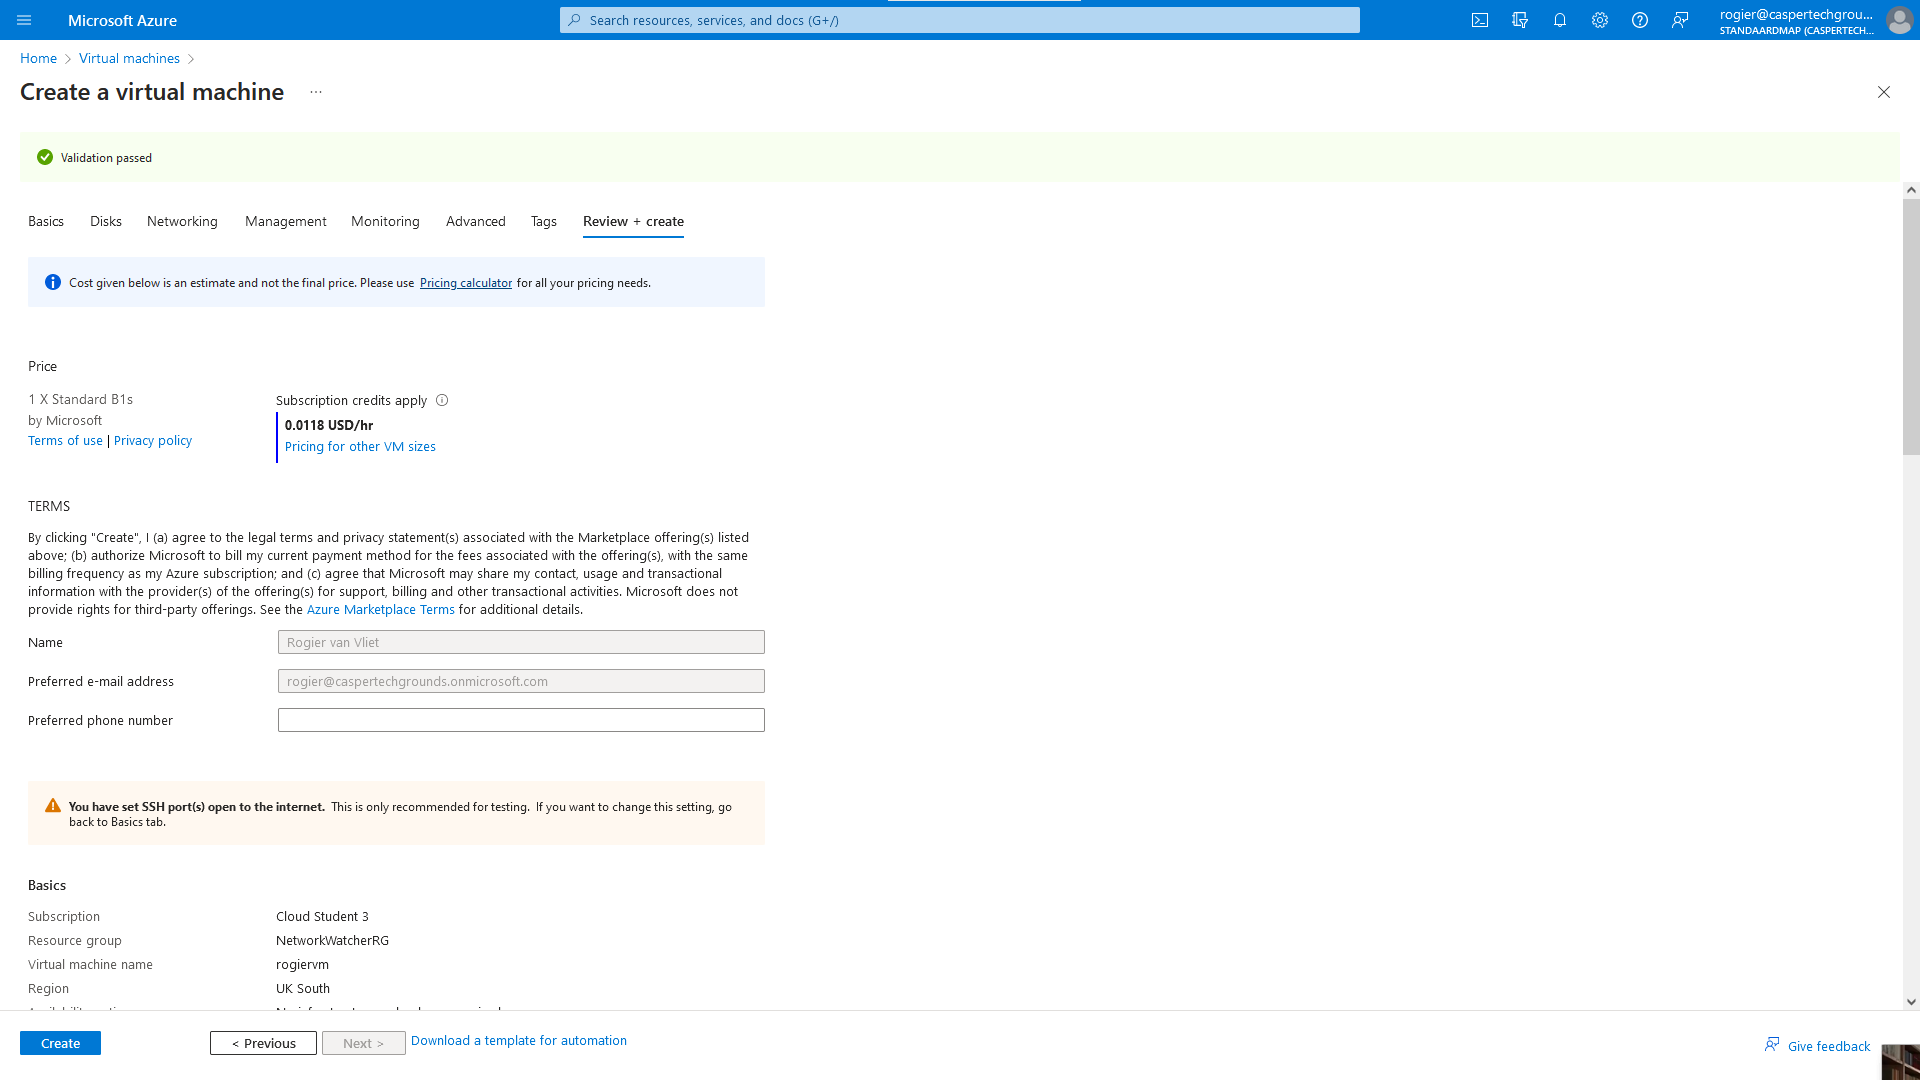 Microsoft Azure
Search resources, services, and docs (G+/)
rogier@caspertechgrou...
STANDAARDMAP (CASPERTECH...
Home
Virtual machines
Create a virtual machine
...
Validation passed
Basics
Disks
Networking
Management
Monitoring
Advanced
Tags
Review + create
Cost given below is an estimate and not the final price. Please use Pricing calculator for all your pricing needs.
Price
1 X Standard B1s
by Microsoft
Terms of use | Privacy policy
Subscription credits apply
0.0118 USD/hr
Pricing for other VM sizes
TERMS
By clicking "Create", I (a) agree to the legal terms and privacy statement(s) associated with the Marketplace offering(s) listed
above; (b) authorize Microsoft to bill my current payment method for the fees associated with the offering(s), with the same
billing frequency as my Azure subscription; and (c) agree that Microsoft may share my contact, usage and transactional
information with the provider(s) of the offering(s) for support, billing and other transactional activities. Microsoft does not
provide rights for third-party offerings. See the Azure Marketplace Terms for additional details.
Name
Rogier van Vliet
Preferred e-mail address
rogier@caspertechgrounds.onmicrosoft.com
Preferred phone number
You have set SSH port(s) open to the internet. This is only recommended for testing. If you want to change this setting, go
back to Basics tab.
Basics
Subscription
Cloud Student 3
Resource group
NetworkWatcherRG
Virtual machine name
rogiervm
Region
UK South
Create
< Previous
Next >
Download a template for automation
Give feedback